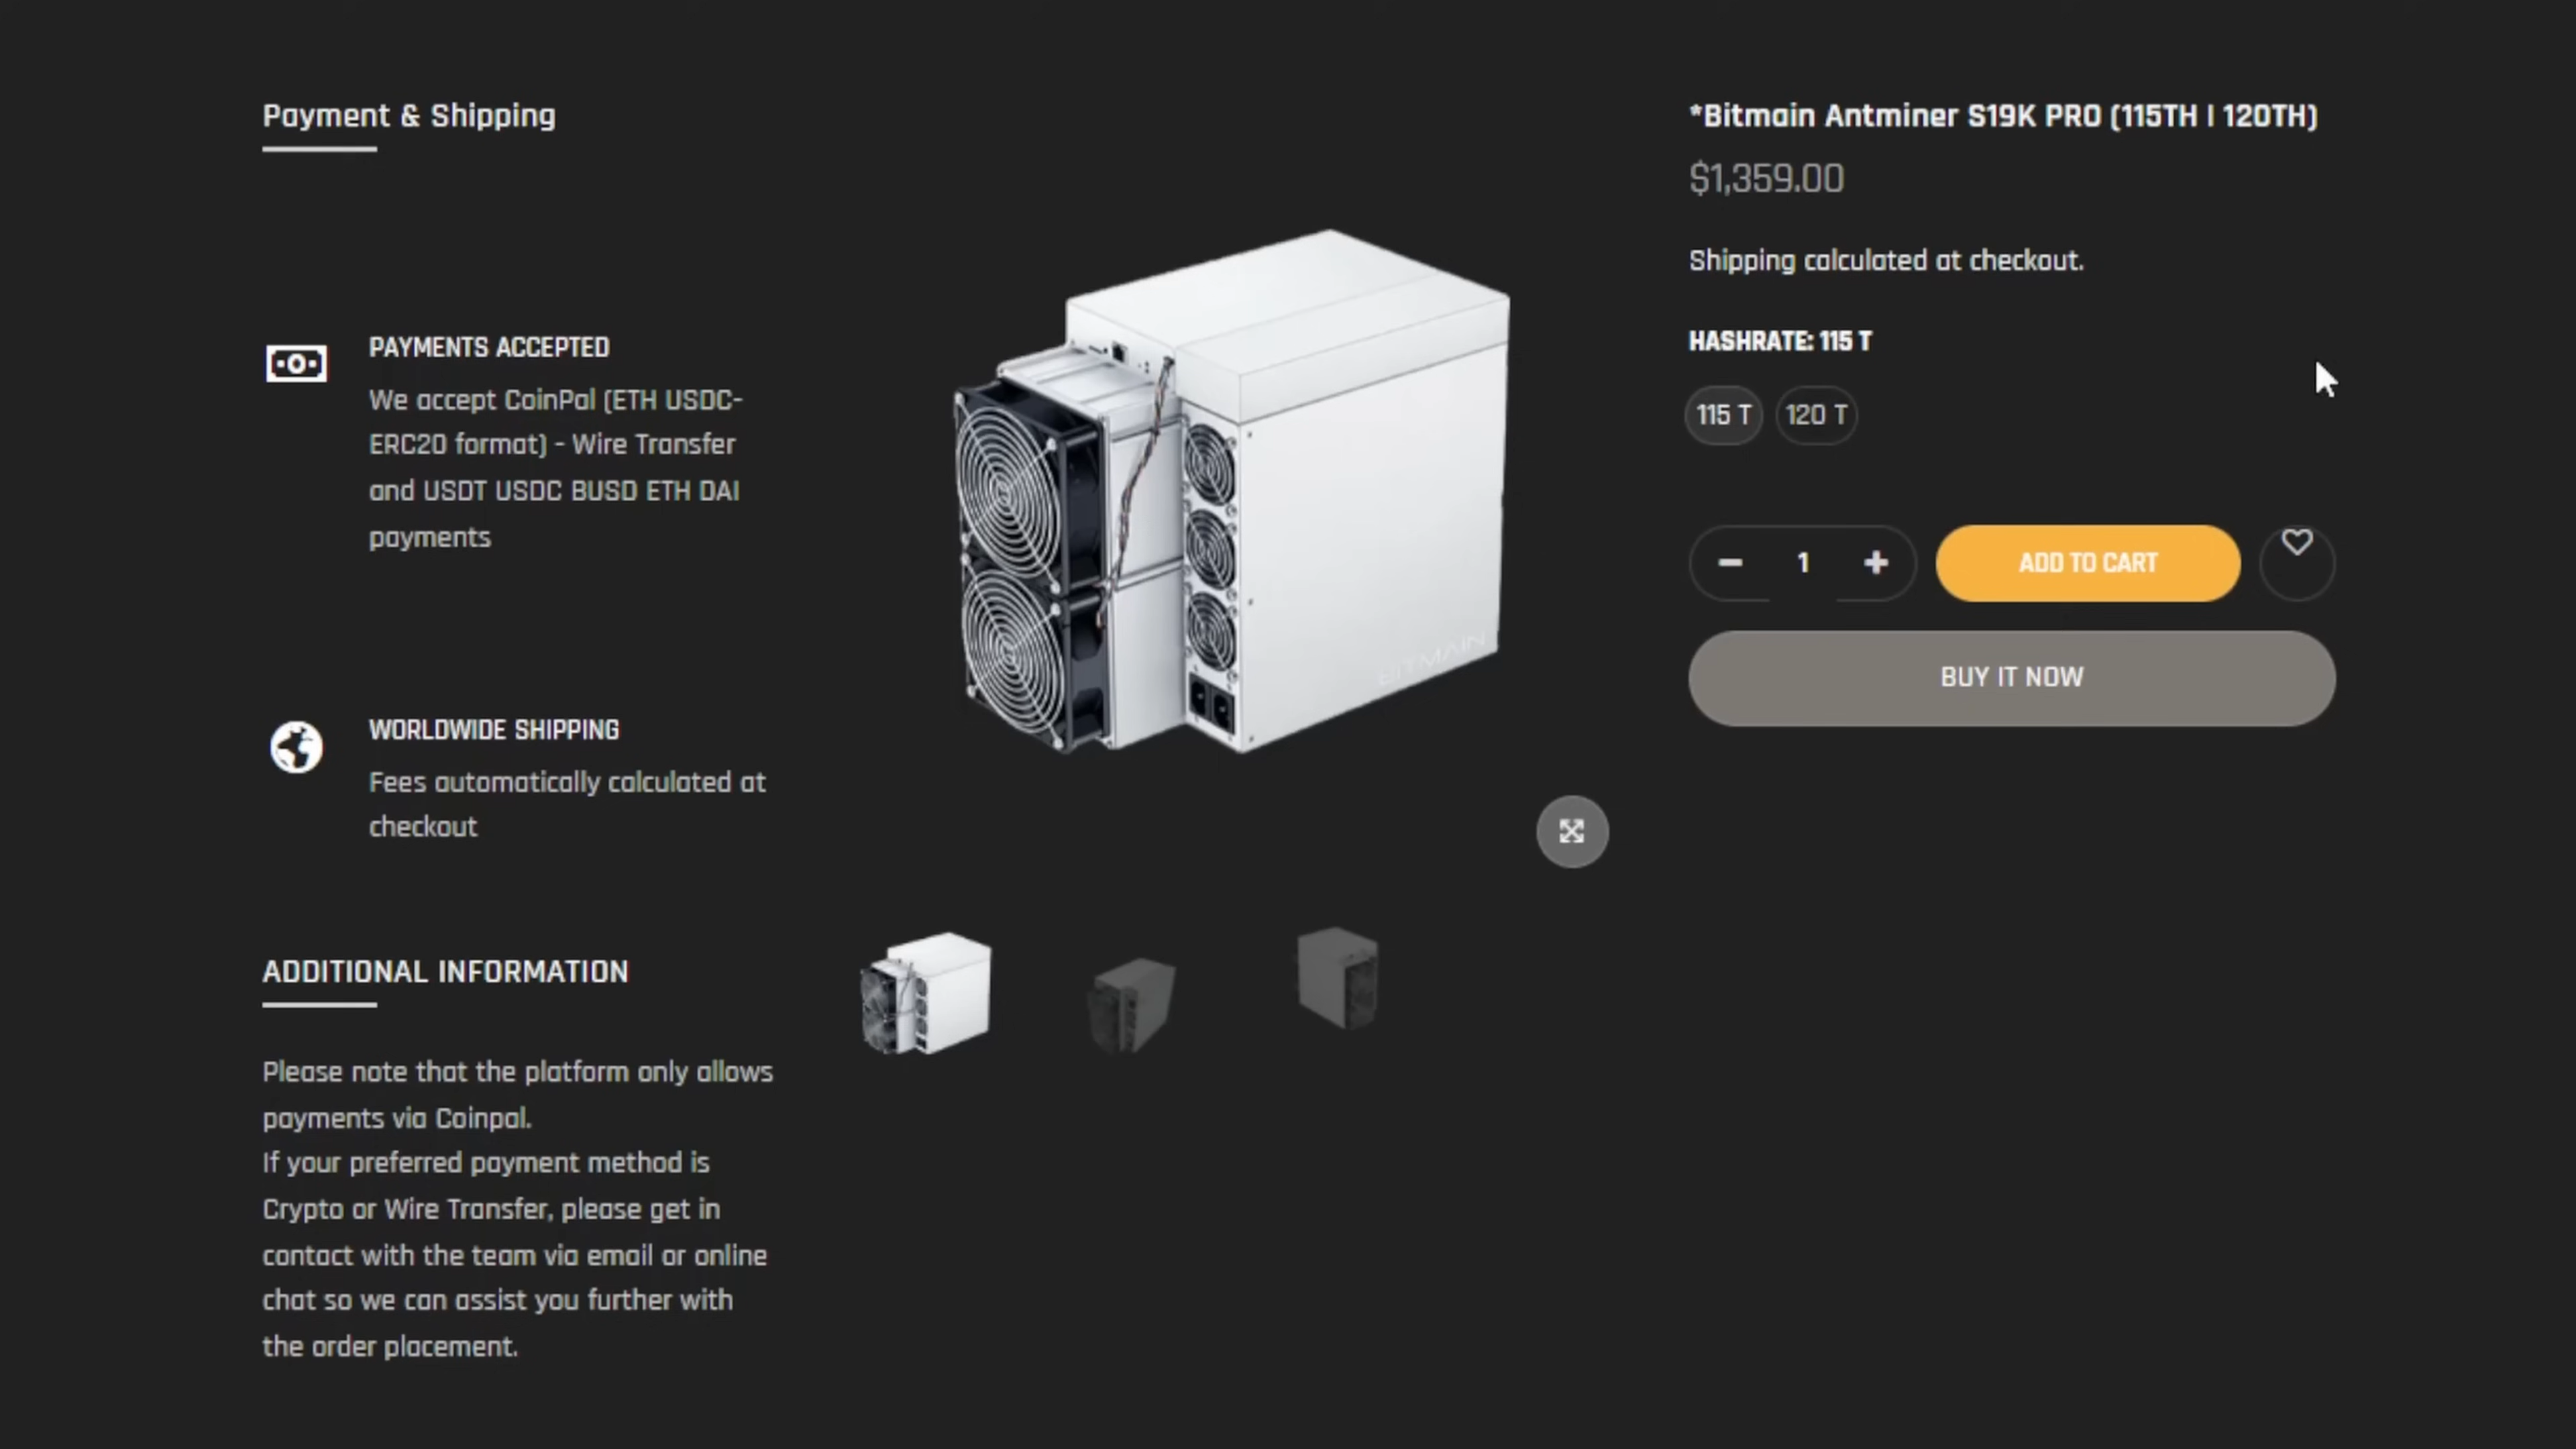 Payment & Shipping
PAYMENTS ACCEPTED
We accept CoinPal (ETH USDC-
ERC20 format) - Wire Transfer
and USDT USDC BUSD ETH DAI
payments
WORLDWIDE SHIPPING
Fees automatically calculated at
checkout
ADDITIONAL INFORMATION
Please note that the platform only allows
payments via Coinpal.
If your preferred payment method is
Crypto or Wire Transfer, please get in
contact with the team via email or online
chat so we can assist you further with
the order placement.
BITMAIN
*Bitmain Antminer S19K PRO (115TH | 120TH)
$1,359.00
Shipping calculated at checkout.
HASHRATE: 115 T
115 T 120 T
1 ADD TO CART
BUY IT NOW